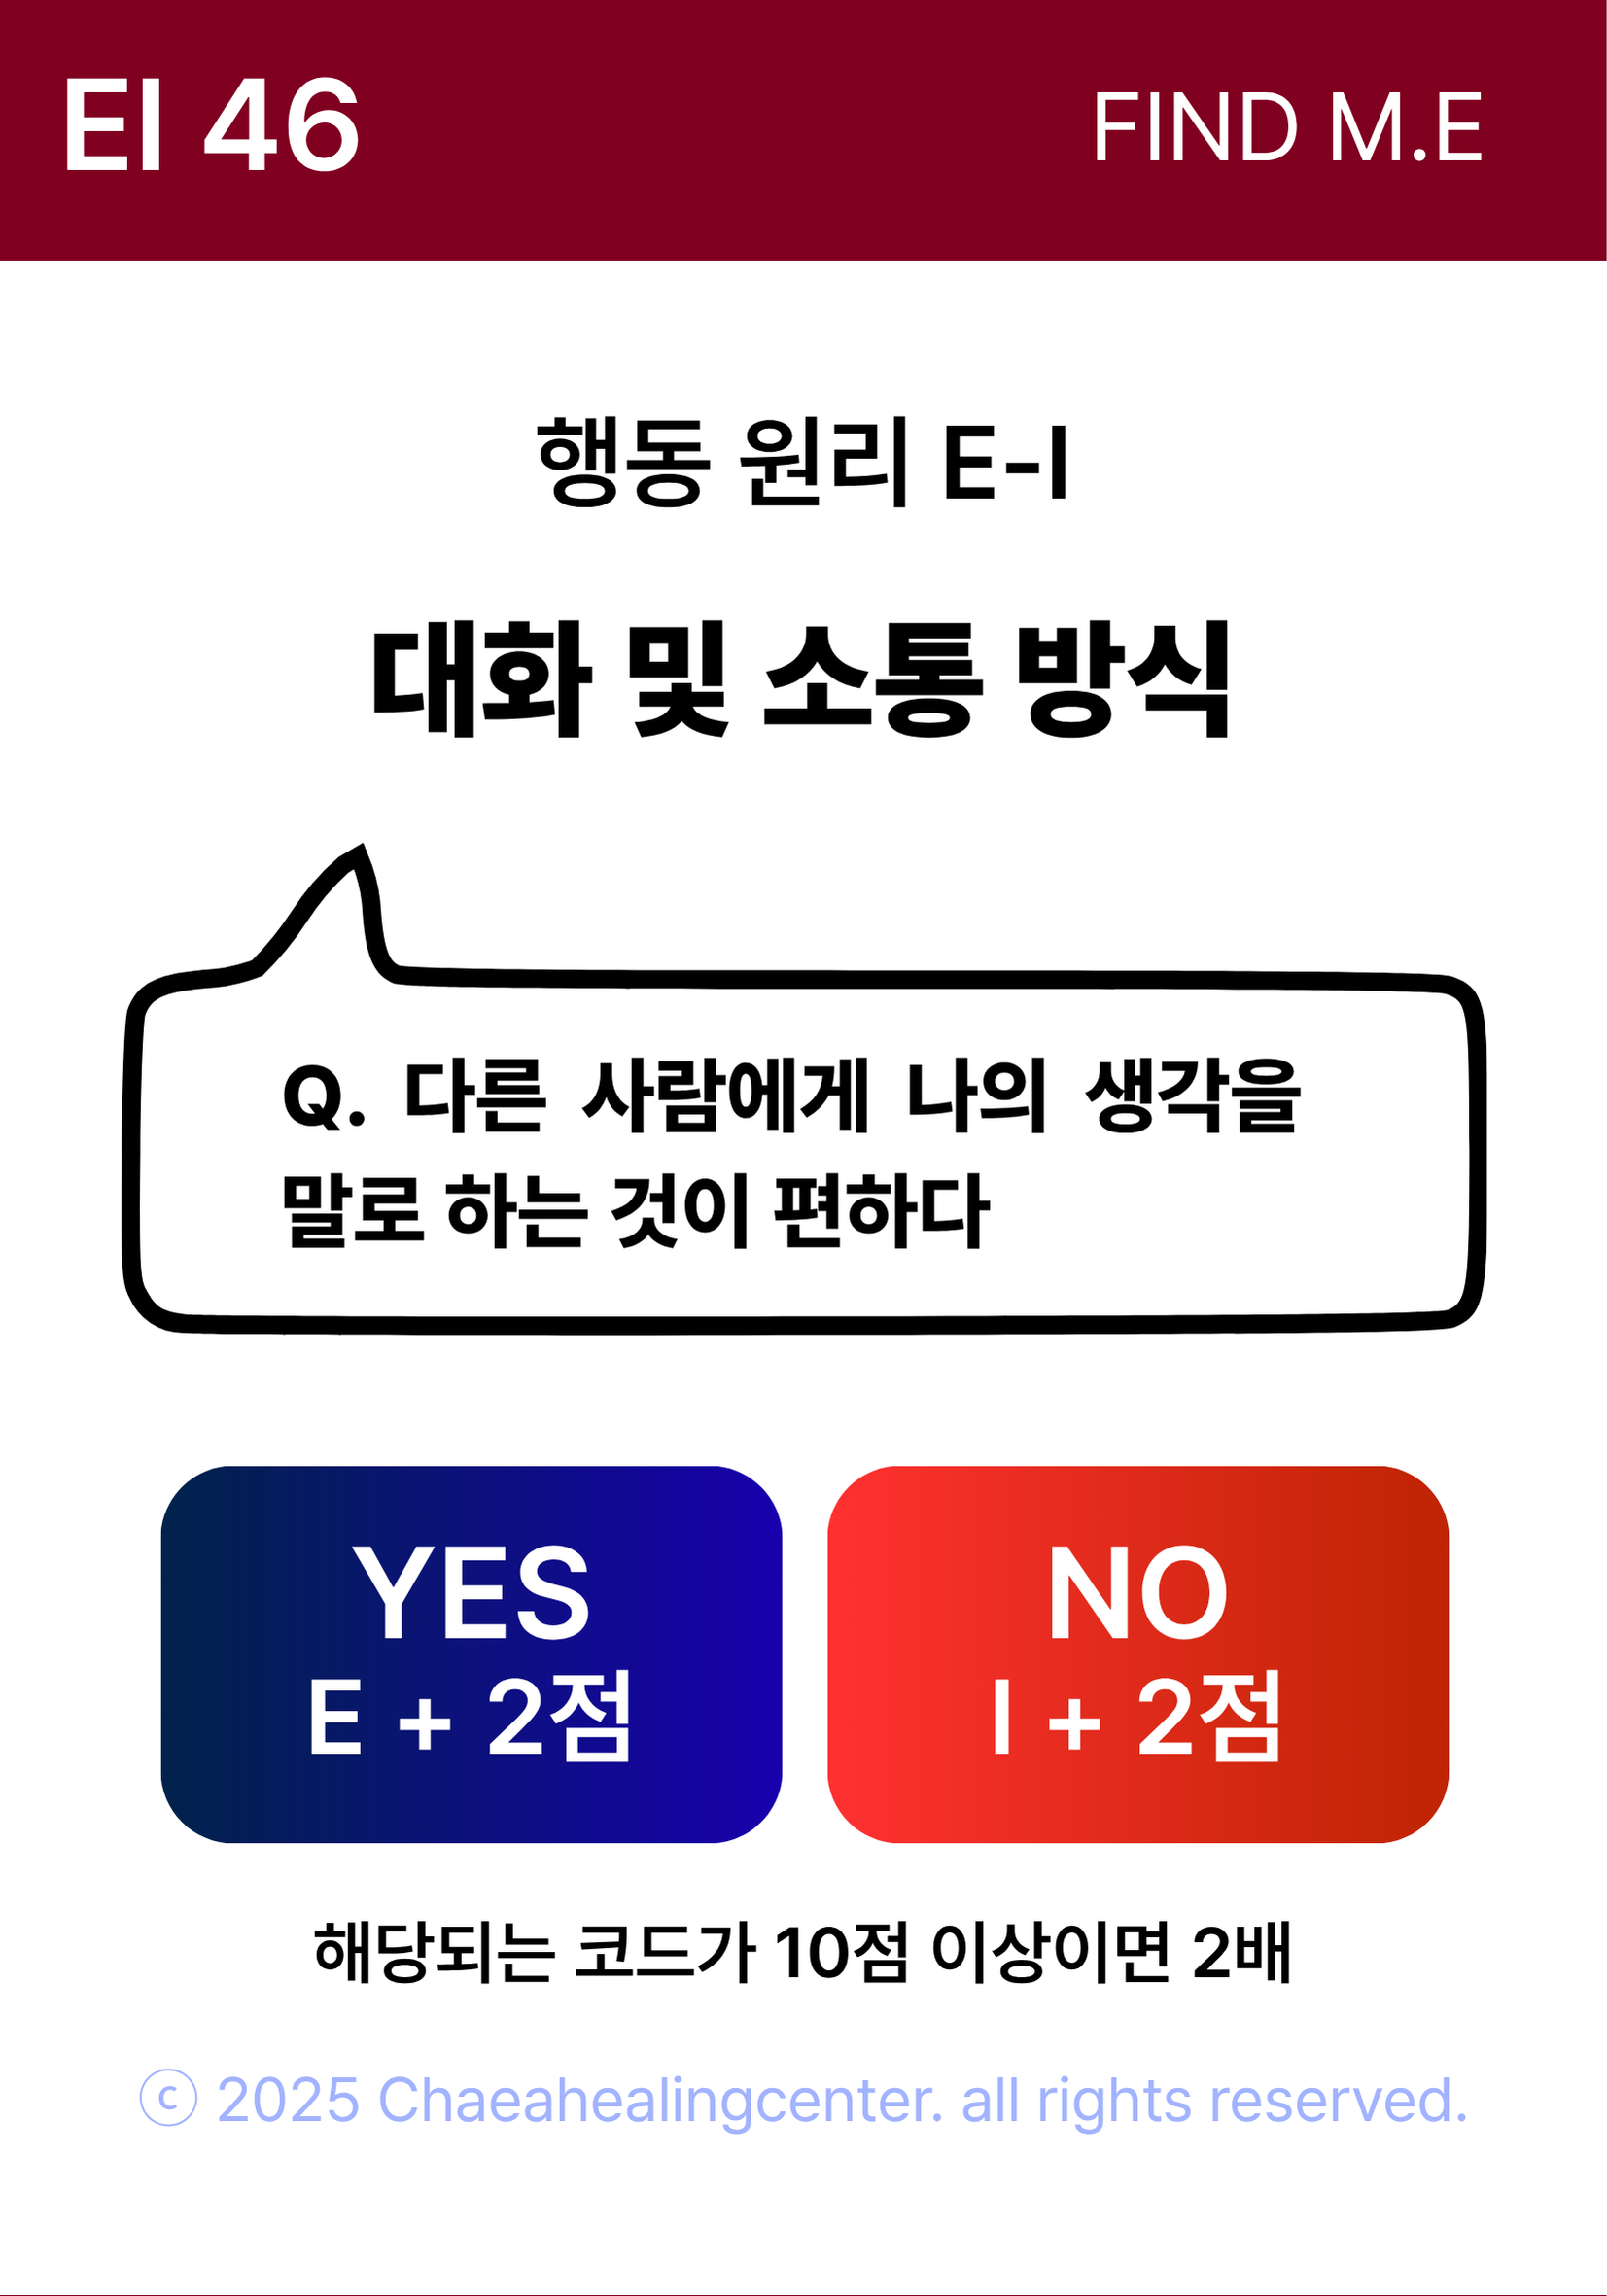 EI 46
FIND M.E
행동 원리 E-I
대화 및 소통 방식
Q. 다른 사람에게 나의 생각을
말로 하는 것이 편하다
YES
E + 2점
NO
I + 2점
해당되는 코드가 10점 이상이면 2배
© 2025 Chaeahealingcenter. all rights reserved.